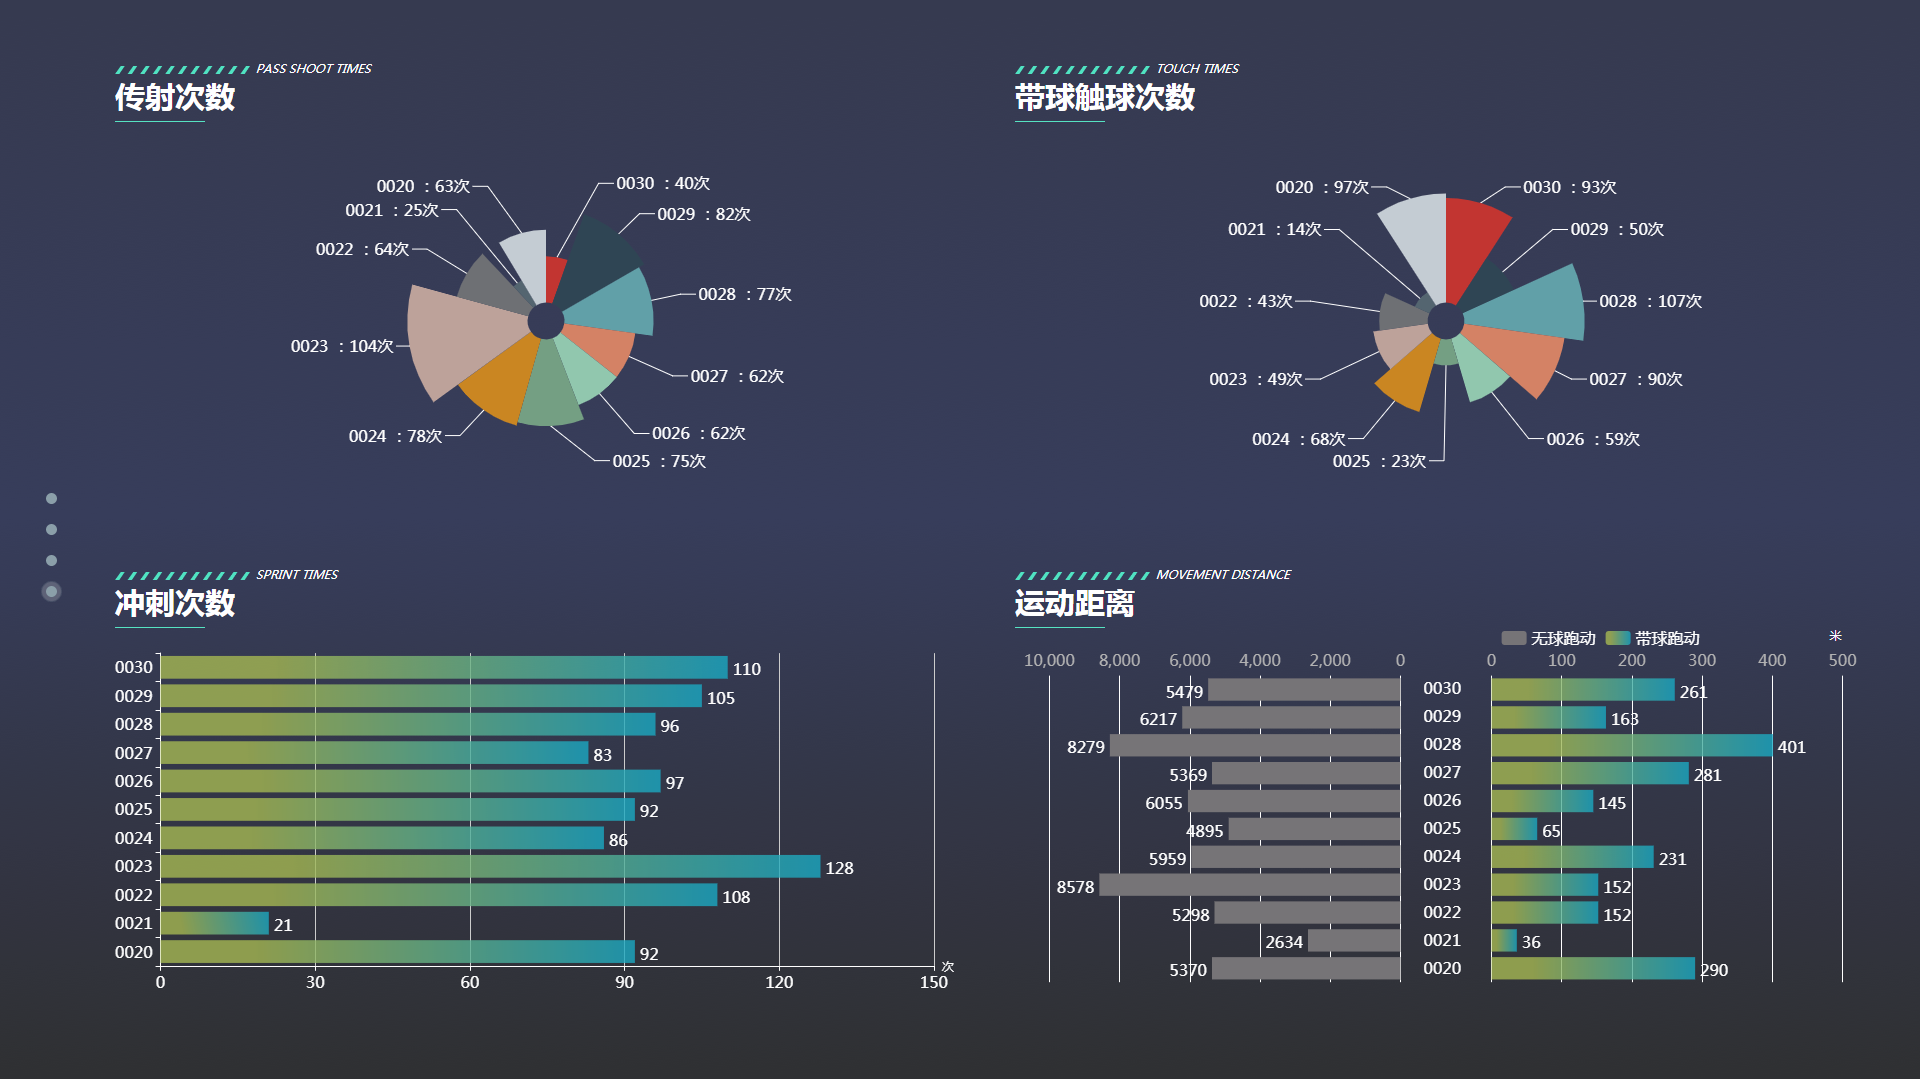 PASS SHOOT TIMES
传射次数
0020 ：63次
0030 ：40次
0021 ：25次
0029 ：82次
0022 ：64次
0028 ：77次
0023 ：104次
0027 ：62次
0024 ：78次
0026 ：62次
0025 ：75次
TOUCH TIMES
带球触球次数
0020 ：97次
0030 ：93次
0021 ：14次
0029 ：50次
0022 ：43次
0028 ：107次
0023 ：49次
0027 ：90次
0024 ：68次
0026 ：59次
0025 ：23次
SPRINT TIMES
冲刺次数
0030 110
0029 105
0028 96
0027 83
0026 97
0025 92
0024 86
0023 128
0022 108
0021 21
0020 92
次
0 30 60 90 120 150
MOVEMENT DISTANCE
运动距离
无球跑动 带球跑动 米
10,000 8,000 6,000 4,000 2,000 0 0 100 200 300 400 500
5479 0030 261
6217 0029 163
8279 0028 401
5369 0027 281
6055 0026 145
4895 0025 65
5959 0024 231
8578 0023 152
5298 0022 152
2634 0021 36
5370 0020 290